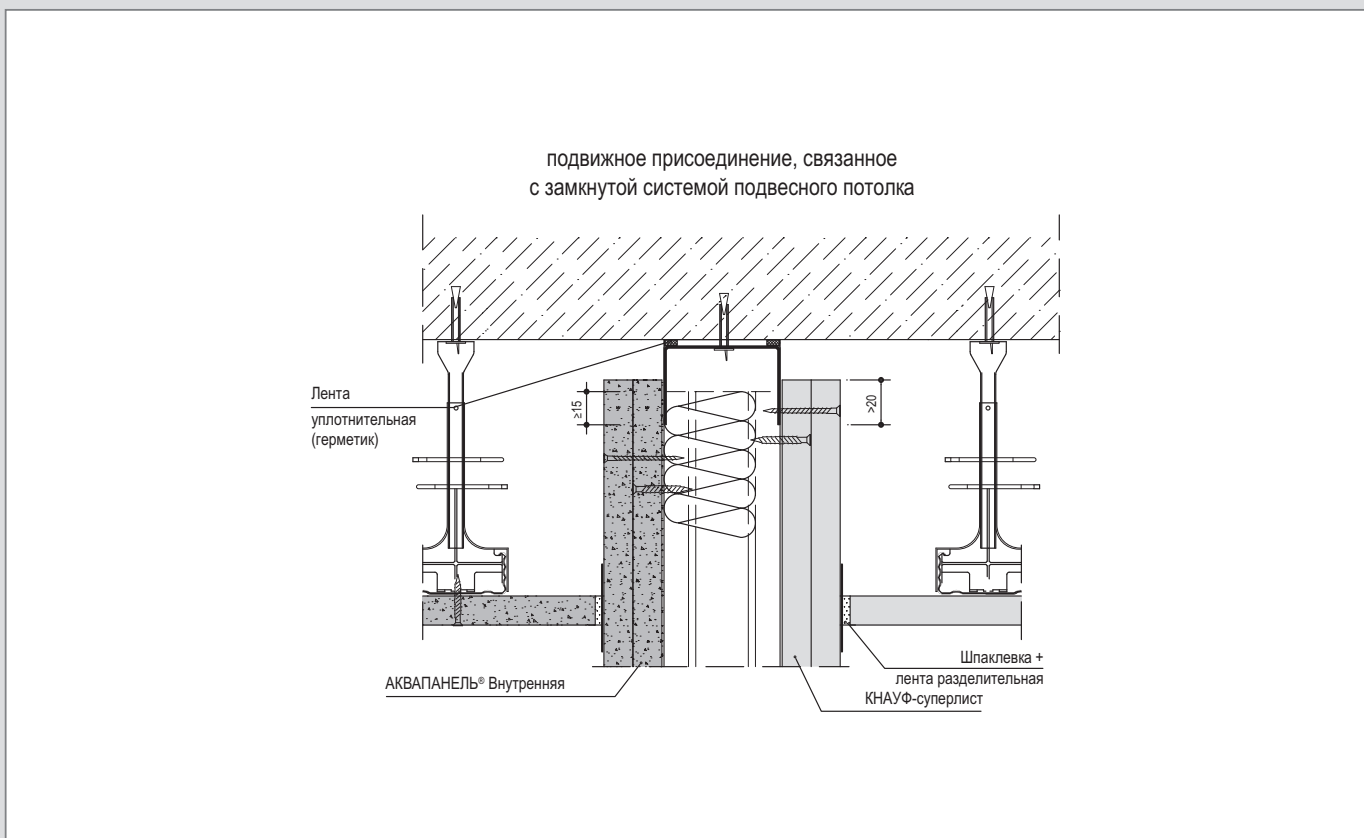 подвижное присоединение, связанное
с замкнутой системой подвесного потолка
Лента
уплотнительная
(герметик)
≥15
>20
АКВАПАНЕЛЬ® Внутренняя
Шпаклевка +
лента разделительная
КНАУФ-суперлист